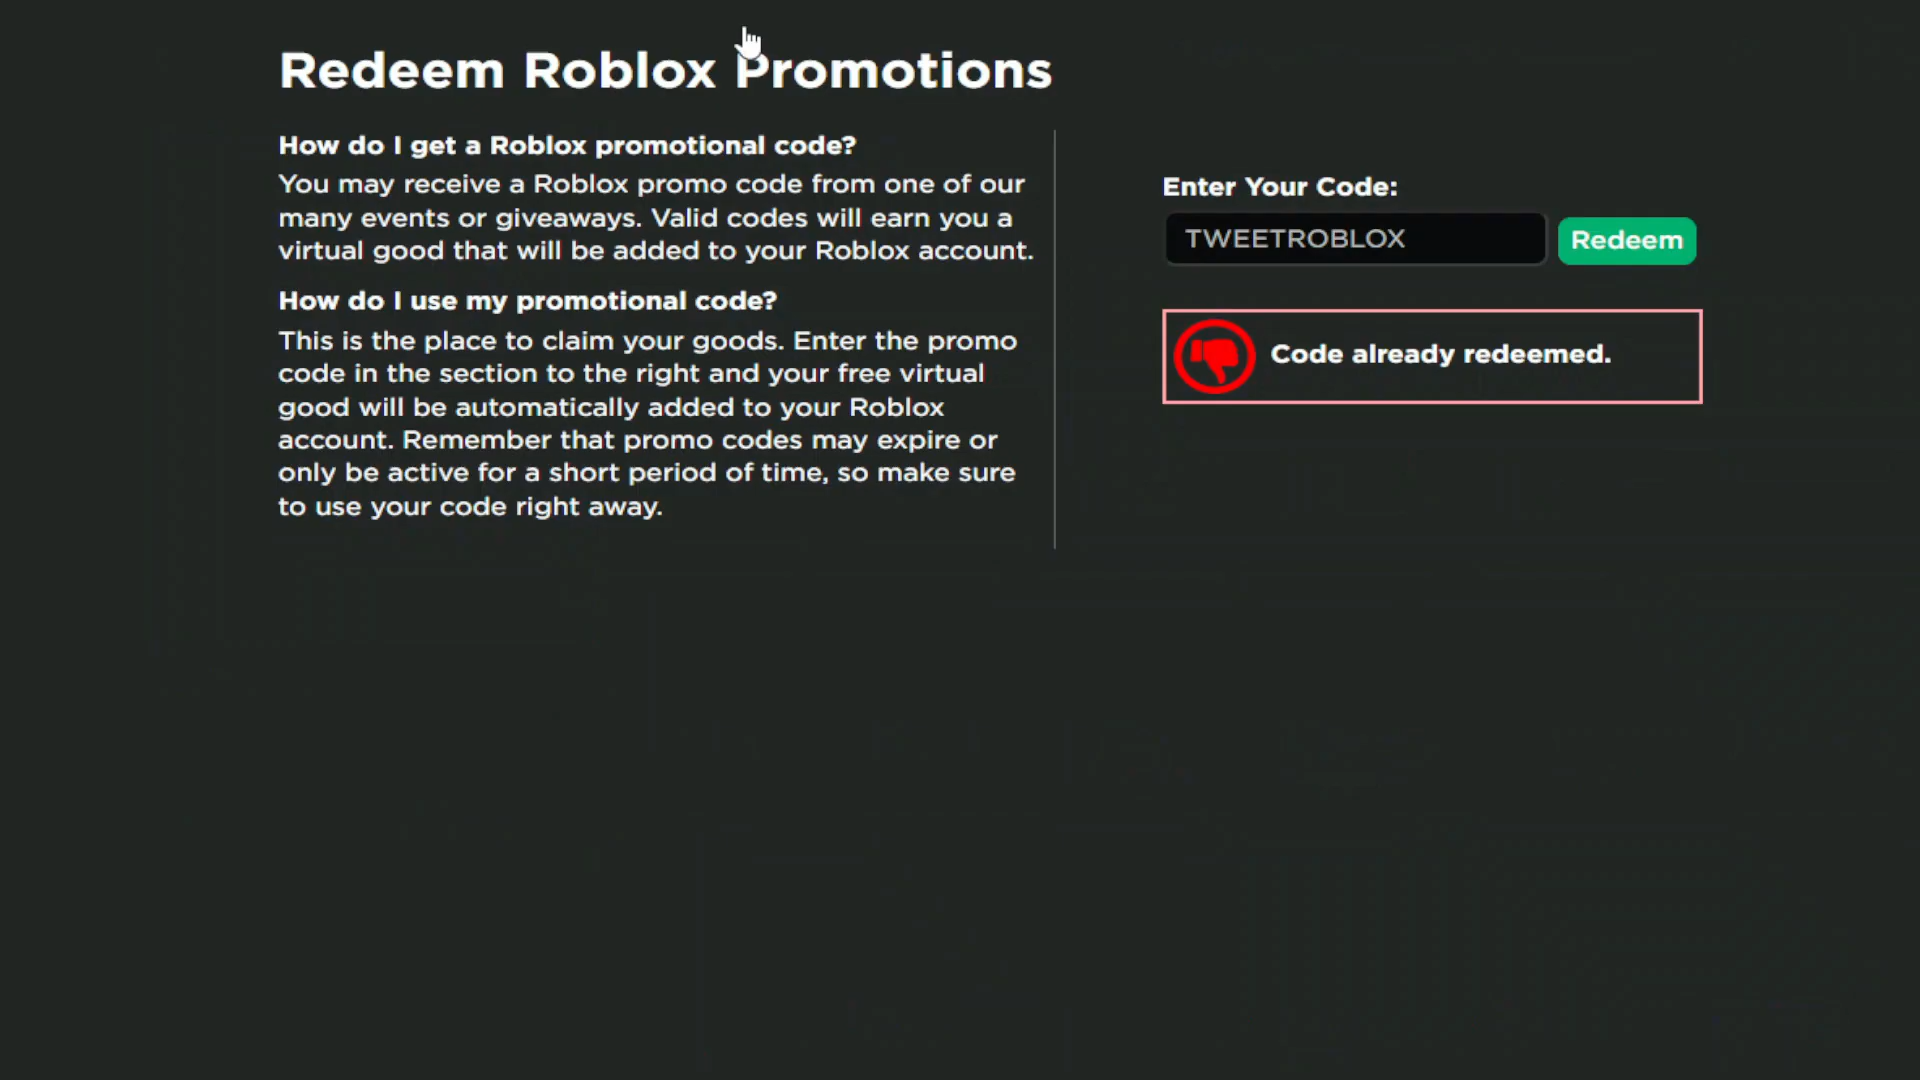 Redeem Roblox Promotions
How do I get a Roblox promotional code?
You may receive a Roblox promo code from one of our
many events or giveaways. Valid codes will earn you a
virtual good that will be added to your Roblox account.
How do I use my promotional code?
This is the place to claim your goods. Enter the promo
code in the section to the right and your free virtual
good will be automatically added to your Roblox
account. Remember that promo codes may expire or
only be active for a short period of time, so make sure
to use your code right away.
Enter Your Code:
TWEETROBLOX
Redeem
Code already redeemed.